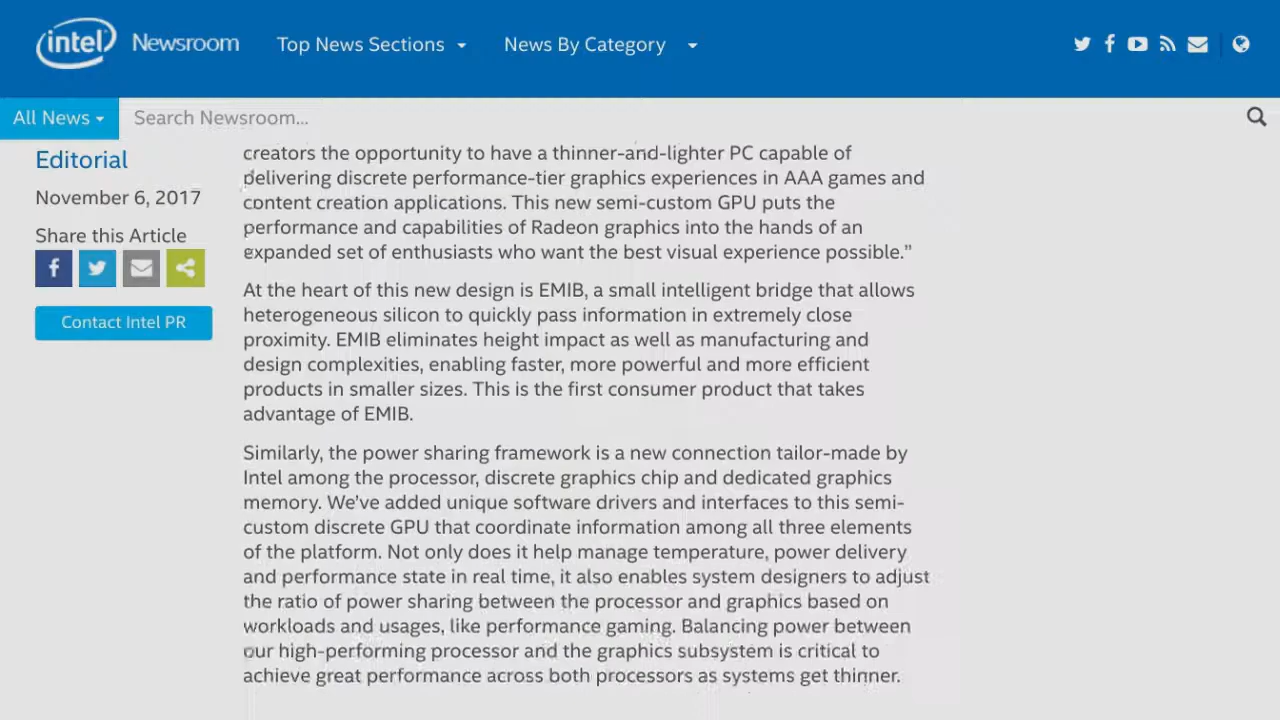 intel Newsroom Top News Sections News By Category
All News Search Newsroom...
Editorial
November 6, 2017
Share this Article
Contact Intel PR
creators the opportunity to have a thinner-and-lighter PC capable of
delivering discrete performance-tier graphics experiences in AAA games and
content creation applications. This new semi-custom GPU puts the
performance and capabilities of Radeon graphics into the hands of an
expanded set of enthusiasts who want the best visual experience possible."
At the heart of this new design is EMIB, a small intelligent bridge that allows
heterogeneous silicon to quickly pass information in extremely close
proximity. EMIB eliminates height impact as well as manufacturing and
design complexities, enabling faster, more powerful and more efficient
products in smaller sizes. This is the first consumer product that takes
advantage of EMIB.
Similarly, the power sharing framework is a new connection tailor-made by
Intel among the processor, discrete graphics chip and dedicated graphics
memory. We've added unique software drivers and interfaces to this semi-
custom discrete GPU that coordinate information among all three elements
of the platform. Not only does it help manage temperature, power delivery
and performance state in real time, it also enables system designers to adjust
the ratio of power sharing between the processor and graphics based on
workloads and usages, like performance gaming. Balancing power between
our high-performing processor and the graphics subsystem is critical to
achieve great performance across both processors as systems get thinner.